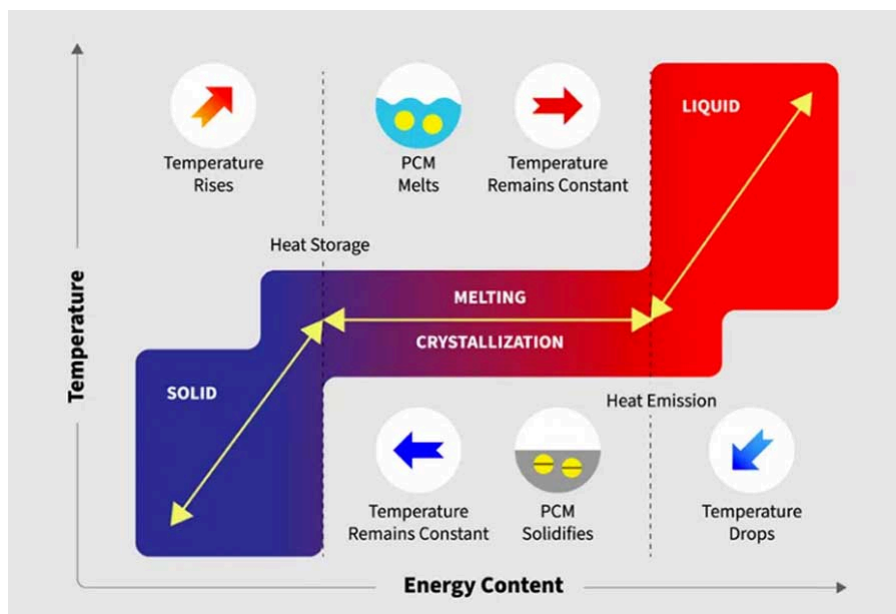 Temperature
Rises
PCM
Melts
Temperature
Remains Constant
LIQUID
Heat Storage
MELTING
CRYSTALLIZATION
SOLID
Heat Emission
Temperature
Remains Constant
PCM
Solidifies
Temperature
Drops
Temperature
Energy Content